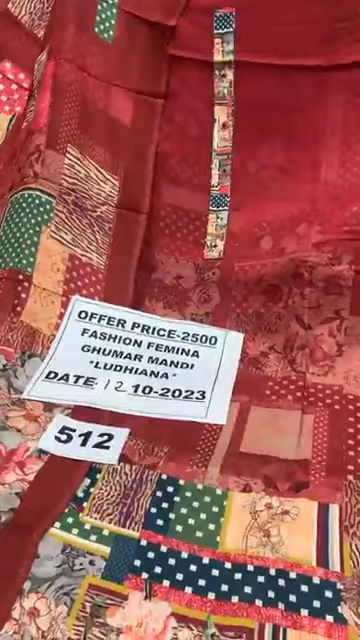 OFFER PRICE-2500
FASHION FEMINA
GHUMAR MANDI
"LUDHIANA"
DATE-12 10-2023
512